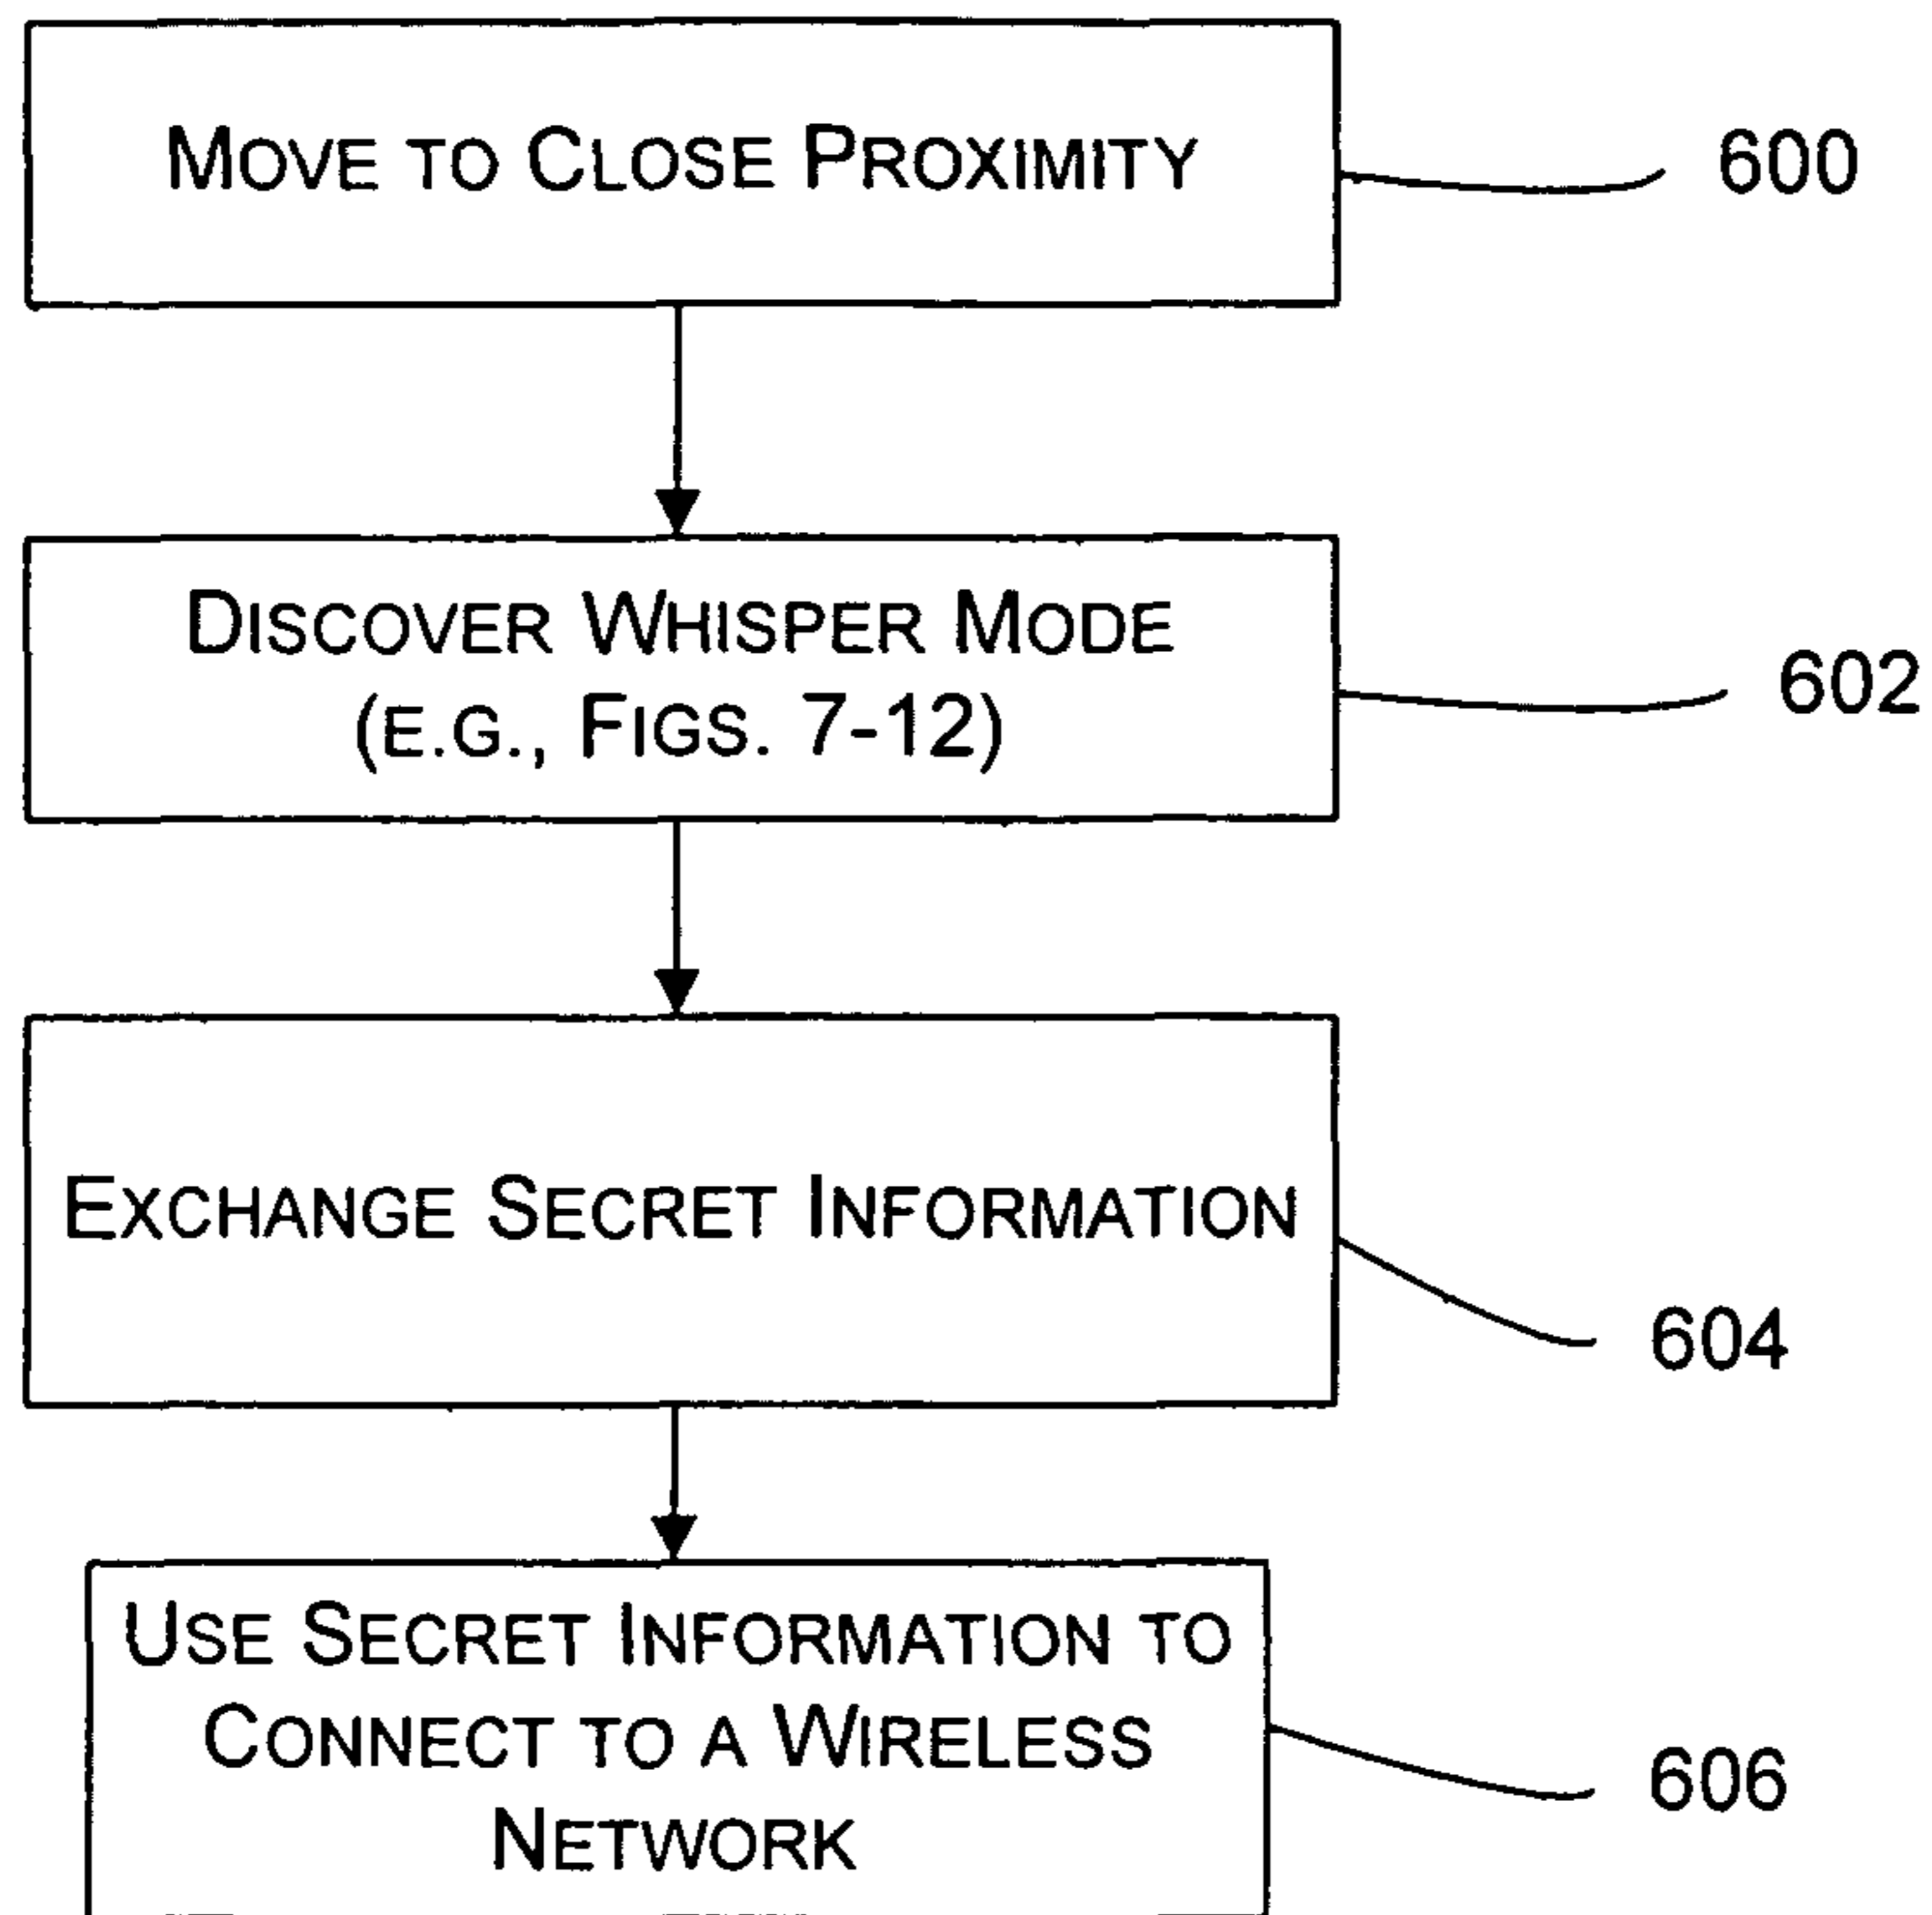 MOVE TO CLOSE PROXIMITY
600
DISCOVER WHISPER MODE
(E.G., FIGS. 7-12)
602
EXCHANGE SECRET INFORMATION
604
USE SECRET INFORMATION TO
CONNECT TO A WIRELESS
NETWORK
606